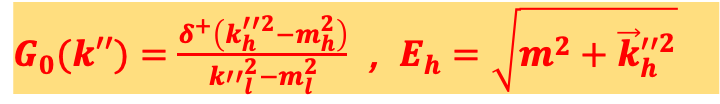 G₀(k′′) = δ⁺(k′′ₕ² − mₕ²) / (k′′ₗ² − mₗ²) , Eₕ = √(m² + k⃗′′ₕ²)